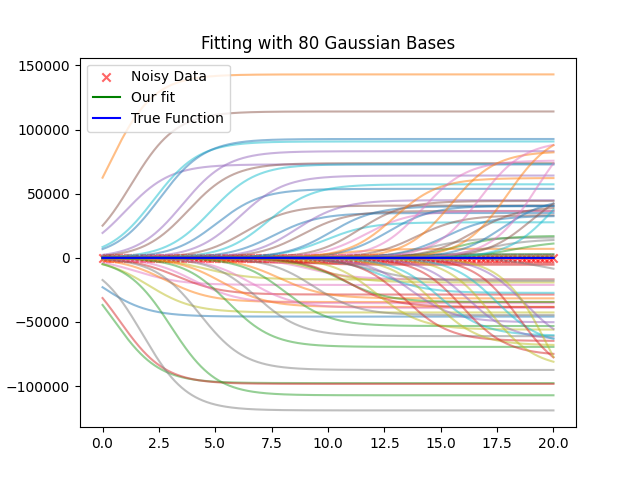 Fitting with 80 Gaussian Bases
150000
100000
50000
0
−50000
−100000
Noisy Data
Our fit
True Function
0.0 2.5 5.0 7.5 10.0 12.5 15.0 17.5 20.0